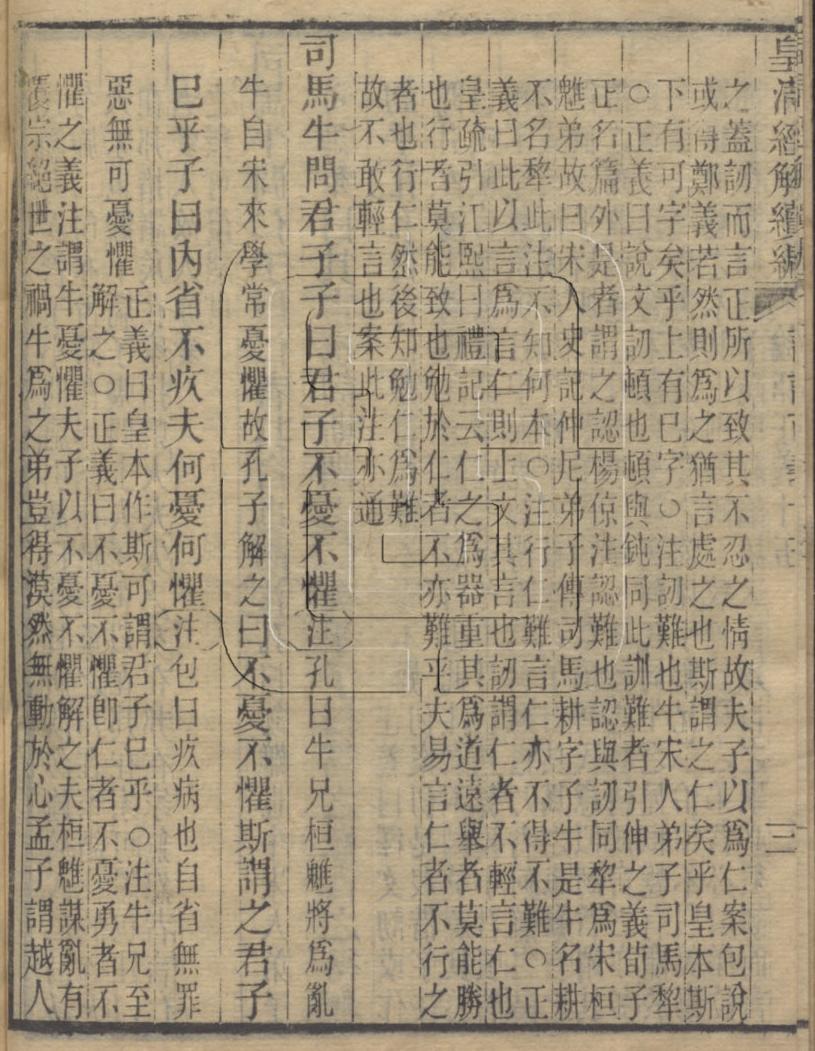 皇清經解續編
之蓋訒而言正所以致其不忍之情故夫子以爲仁案包說
或得鄭義若然則爲之猶言處之也斯謂之仁矣乎皇本斯
下有可字矣乎上有巳字○注訒難也牛宋人弟子司馬犂
○正義曰說文訒頓也頓與鈍同此訓難者引伸之義荀子
正名篇外是者謂之認楊倞注認難也認與訒同犂爲宋桓
魋弟故曰宋人史記仲尼弟子傳司馬耕字子牛是牛名耕
不名犂此注不知何本○注行仁難言仁亦不得不難○正
義曰此以言爲言仁則上文其言也訒謂仁者不輕言仁也
皇疏引江熙曰禮記云仁之爲器重其爲道遠舉者莫能勝
也行者莫能致也勉於仁者不亦難乎夫易言仁者不行之
者也行仁然後知勉仁爲難
故不敢輕言也案此注亦通
司馬牛問君子子曰君子不憂不懼注孔曰牛兄桓魋將爲亂
牛自宋來學常憂懼故孔子解之曰不憂不懼斯謂之君子
巳乎子曰內省不疚夫何憂何懼注包曰疚病也自省無罪
惡無可憂懼
正義曰皇本作斯可謂君子巳乎○注牛兄至
解之○正義曰不憂不懼卽仁者不憂勇者不
懼之義注謂牛憂懼夫子以不憂不懼解之夫桓魋謀亂有
覆宗絕世之禍牛爲之弟豈得漠然無動於心孟子謂越人
三